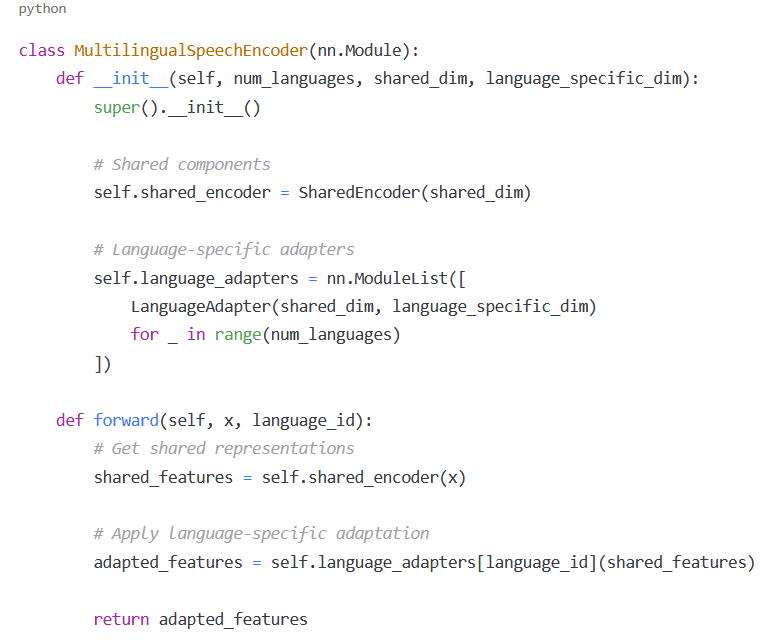 python
class MultilingualSpeechEncoder(nn.Module):
    def __init__(self, num_languages, shared_dim, language_specific_dim):
        super().__init__()

        # Shared components
        self.shared_encoder = SharedEncoder(shared_dim)

        # Language-specific adapters
        self.language_adapters = nn.ModuleList([
            LanguageAdapter(shared_dim, language_specific_dim)
            for _ in range(num_languages)
        ])

    def forward(self, x, language_id):
        # Get shared representations
        shared_features = self.shared_encoder(x)

        # Apply language-specific adaptation
        adapted_features = self.language_adapters[language_id](shared_features)

        return adapted_features